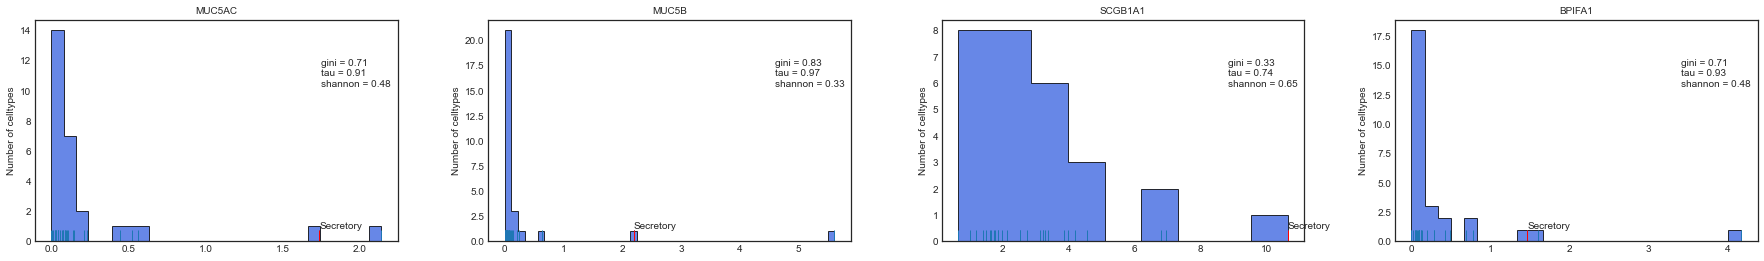 MUC5AC
Number of celltypes
14
12
10
8
6
4
2
0
gini = 0.71
tau = 0.91
shannon = 0.48
Secretory
0.0 0.5 1.0 1.5 2.0
MUC5B
Number of celltypes
20.0
17.5
15.0
12.5
10.0
7.5
5.0
2.5
0.0
gini = 0.83
tau = 0.97
shannon = 0.33
Secretory
0 1 2 3 4 5
SCGB1A1
Number of celltypes
8
7
6
5
4
3
2
1
0
gini = 0.33
tau = 0.74
shannon = 0.65
Secretory
2 4 6 8 10
BPIFA1
Number of celltypes
17.5
15.0
12.5
10.0
7.5
5.0
2.5
0.0
gini = 0.71
tau = 0.93
shannon = 0.48
Secretory
0 1 2 3 4